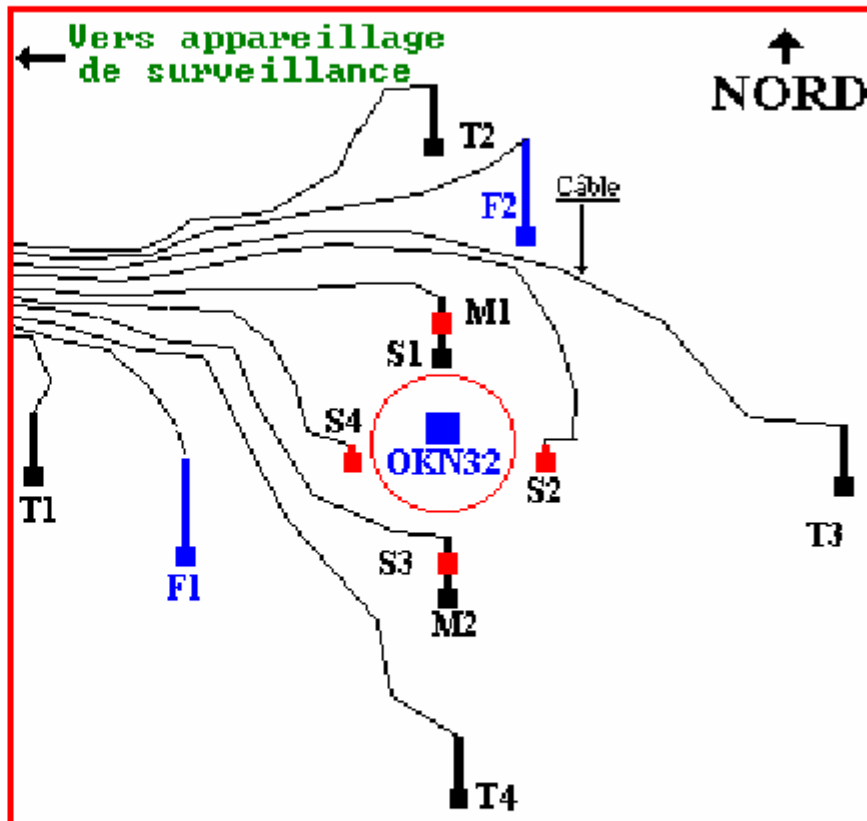 Vers appareillage
de surveillance
NORD
T2
F2
Câble
M1
S1
S4
OKN32
S2
T1
T3
F1
S3
M2
T4